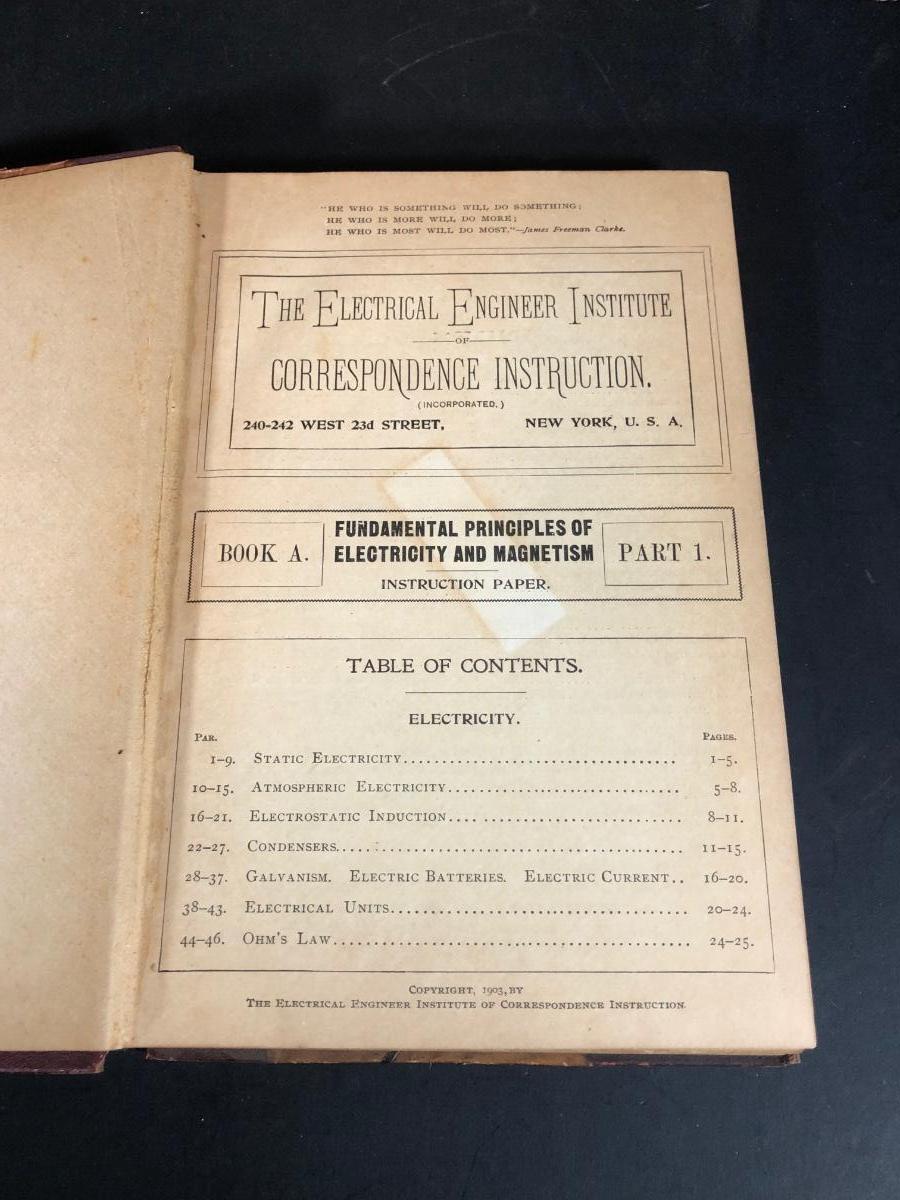 "HE WHO IS SOMETHING WILL DO SOMETHING;
HE WHO IS MORE WILL DO MORE;
HE WHO IS MOST WILL DO MOST."—James Freeman Clarke.
THE ELECTRICAL ENGINEER INSTITUTE
OF
CORRESPONDENCE INSTRUCTION.
(INCORPORATED.)
240-242 WEST 23d STREET, NEW YORK, U. S. A.
BOOK A.
FUNDAMENTAL PRINCIPLES OF
ELECTRICITY AND MAGNETISM
INSTRUCTION PAPER.
PART 1.
TABLE OF CONTENTS.
ELECTRICITY.
PAR. PAGES.
1–9. STATIC ELECTRICITY........................................ 1–5.
10–15. ATMOSPHERIC ELECTRICITY.................................. 5–8.
16–21. ELECTROSTATIC INDUCTION.................................. 8–11.
22–27. CONDENSERS.................................................. 11–15.
28–37. GALVANISM. ELECTRIC BATTERIES. ELECTRIC CURRENT.. 16–20.
38–43. ELECTRICAL UNITS............................................ 20–24.
44–46. OHM'S LAW.................................................... 24–25.
COPYRIGHT, 1903, BY
THE ELECTRICAL ENGINEER INSTITUTE OF CORRESPONDENCE INSTRUCTION.